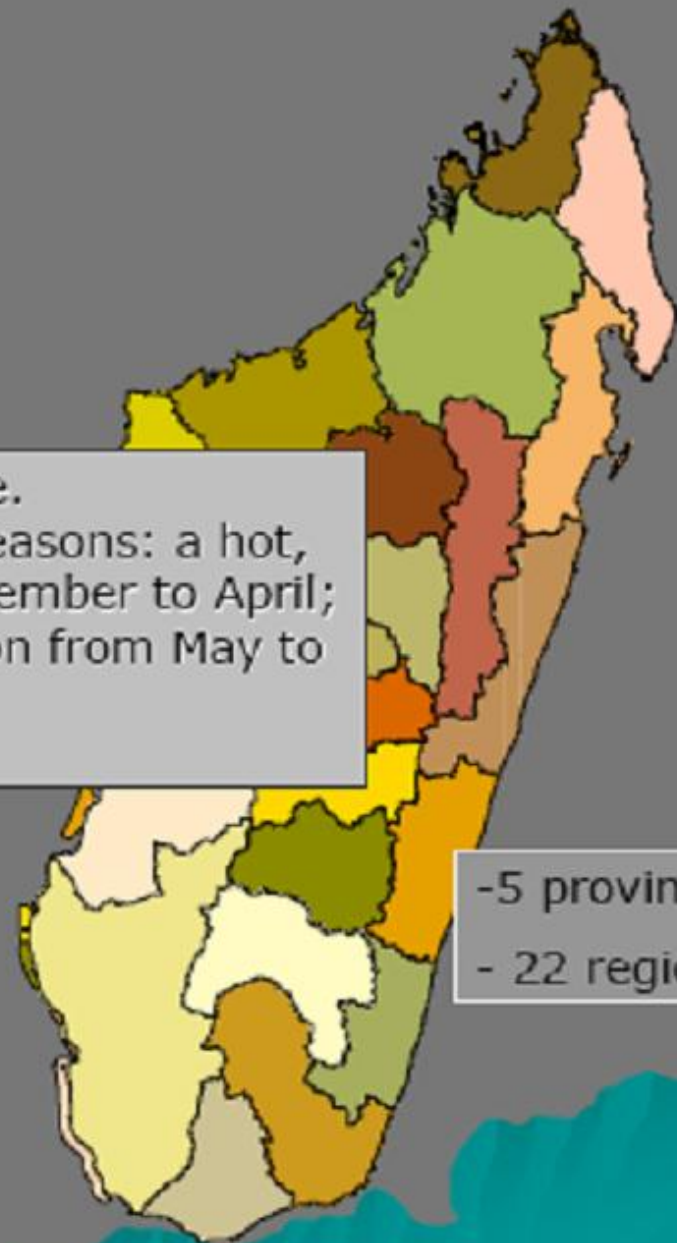 e.
easons: a hot,
ember to April;
on from May to
-5 provin
- 22 regi